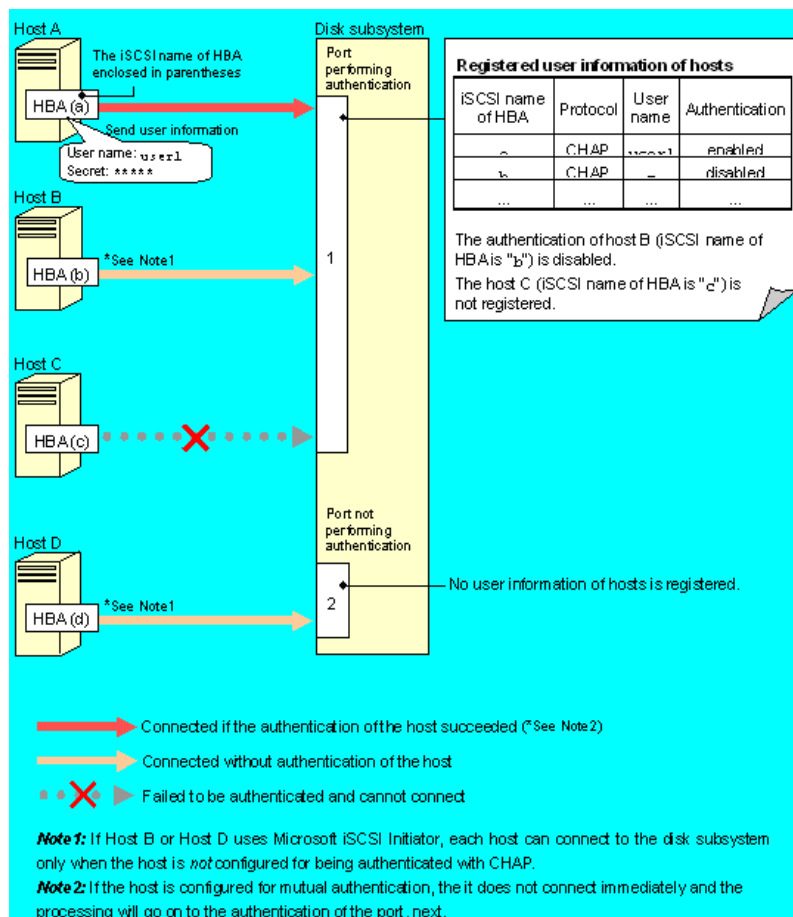 Host A
The iSCSI name of HBA
enclosed in parentheses
HBA(a)
Send user information
User name: user1
Secret: *****
Host B
*See Note1
HBA(b)
Host C
HBA(c)
Host D
*See Note1
HBA(d)
Disk subsystem
Port
performing
authentication
1
Port not
performing
authentication
2
Registered user information of hosts
iSCSI name of HBA Protocol User name Authentication
a CHAP user1 enabled
b CHAP – disabled
... ... ... ...
The authentication of host B (iSCSI name of
HBA is "b") is disabled.
The host C (iSCSI name of HBA is "c") is
not registered.
No user information of hosts is registered.
Connected if the authentication of the host succeeded (*See Note2)
Connected without authentication of the host
Failed to be authenticated and cannot connect
Note1: If Host B or Host D uses Microsoft iSCSI Initiator, each host can connect to the disk subsystem
only when the host is not configured for being authenticated with CHAP.
Note2: If the host is configured for mutual authentication, the it does not connect immediately and the
processing will go on to the authentication of the port, next.